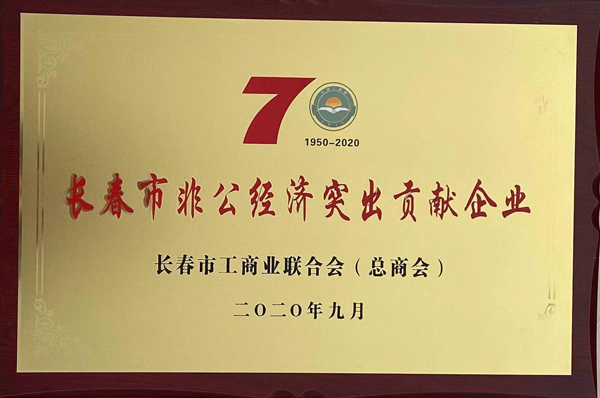 70
1950-2020
长春市非公经济突出贡献企业
长春市工商业联合会（总商会）
二〇二〇年九月